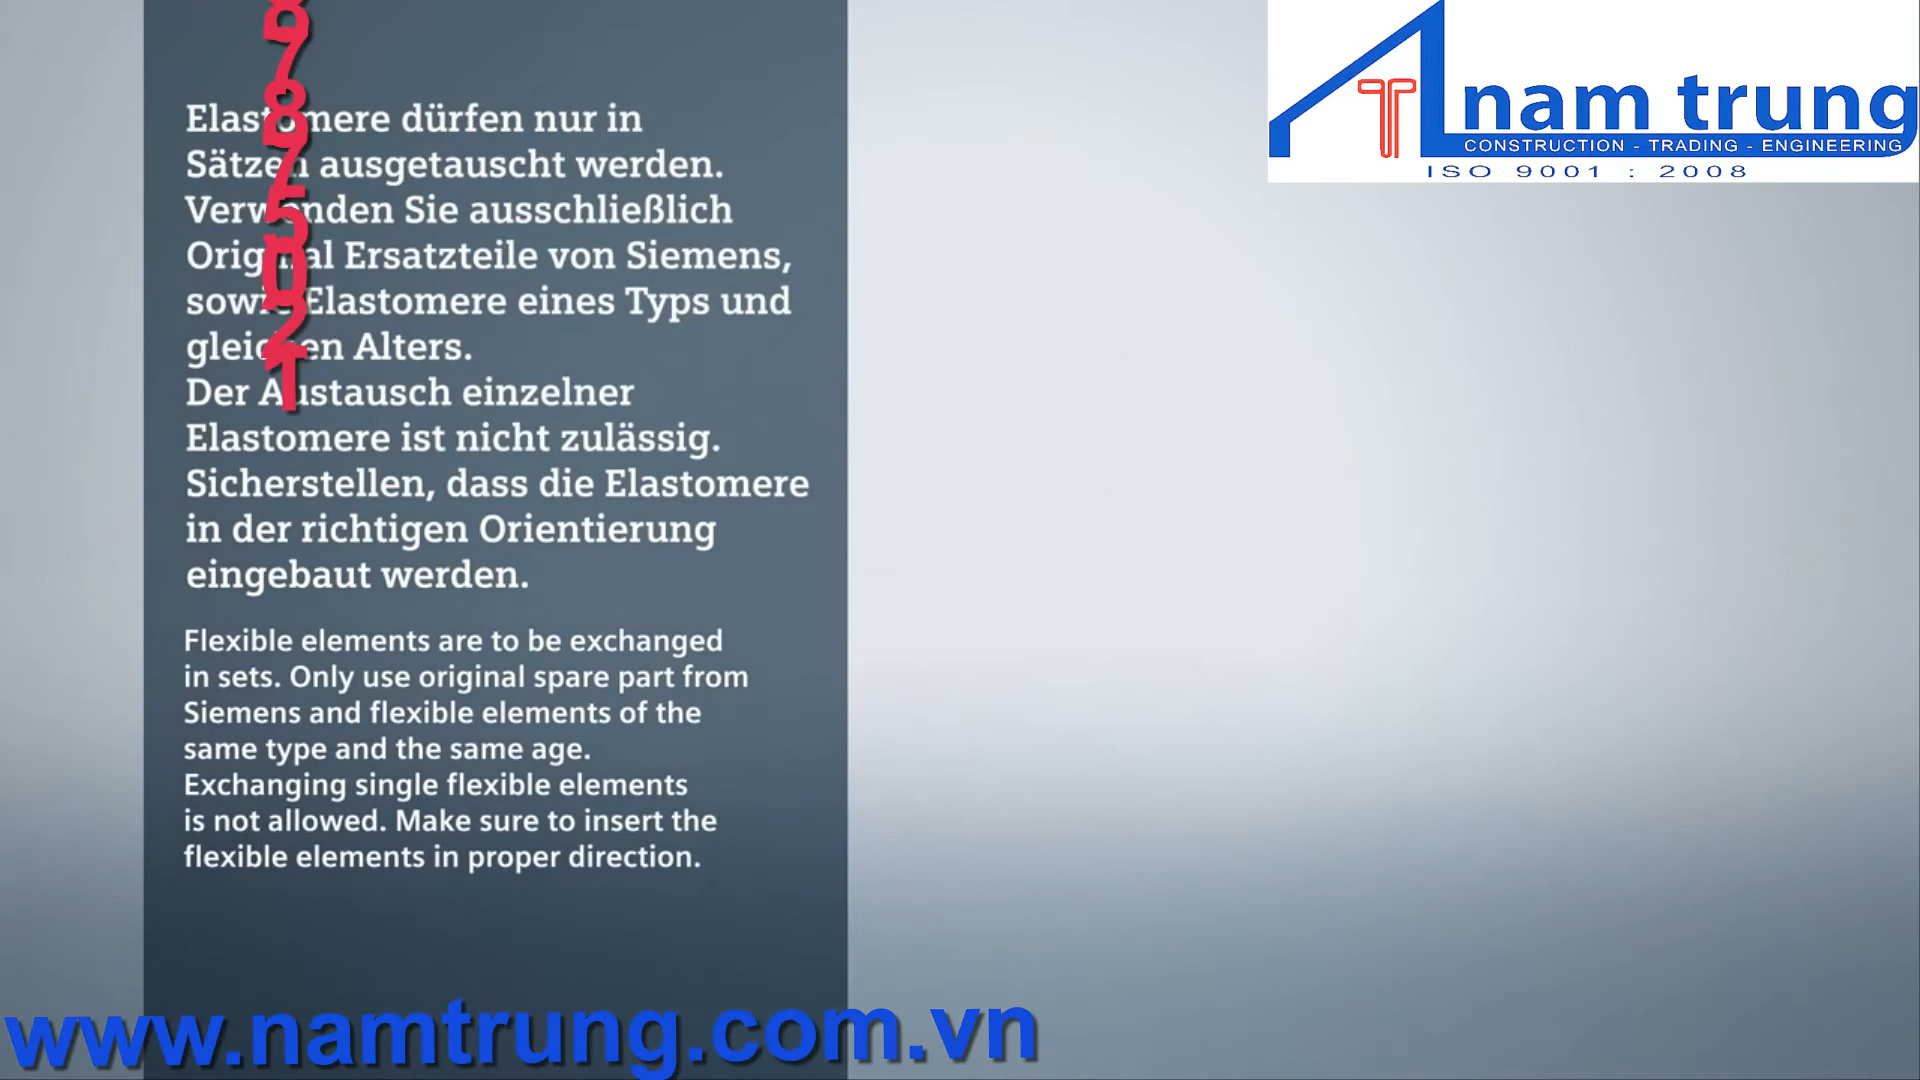 Elastomere dürfen nur in
Sätzen ausgetauscht werden.
Verwenden Sie ausschließlich
Original Ersatzteile von Siemens,
sowie Elastomere eines Typs und
gleichen Alters.
Der Austausch einzelner
Elastomere ist nicht zulässig.
Sicherstellen, dass die Elastomere
in der richtigen Orientierung
eingebaut werden.
Flexible elements are to be exchanged
in sets. Only use original spare part from
Siemens and flexible elements of the
same type and the same age.
Exchanging single flexible elements
is not allowed. Make sure to insert the
flexible elements in proper direction.
nam trung
CONSTRUCTION - TRADING - ENGINEERING
ISO 9001 : 2008
www.namtrung.com.vn